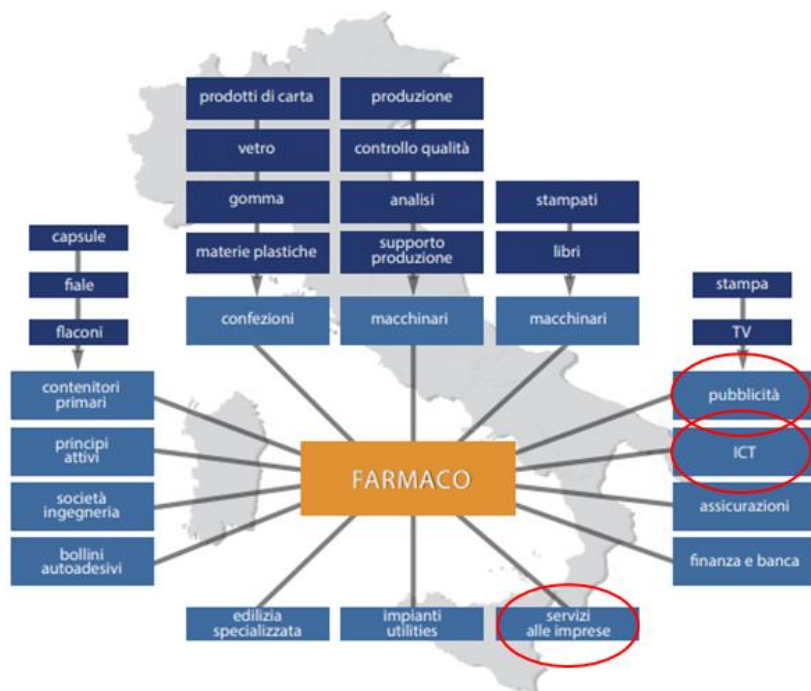 prodotti di carta
vetro
gomma
materie plastiche
confezioni
produzione
controllo qualità
analisi
supporto
produzione
macchinari
stampati
libri
macchinari
capsule
fiale
flaconi
contenitori
primari
principi
attivi
società
ingegneria
bollini
autoadesivi
stampa
TV
pubblicità
ICT
assicurazioni
finanza e banca
FARMACO
edilizia
specializzata
impianti
utilities
servizi
alle imprese